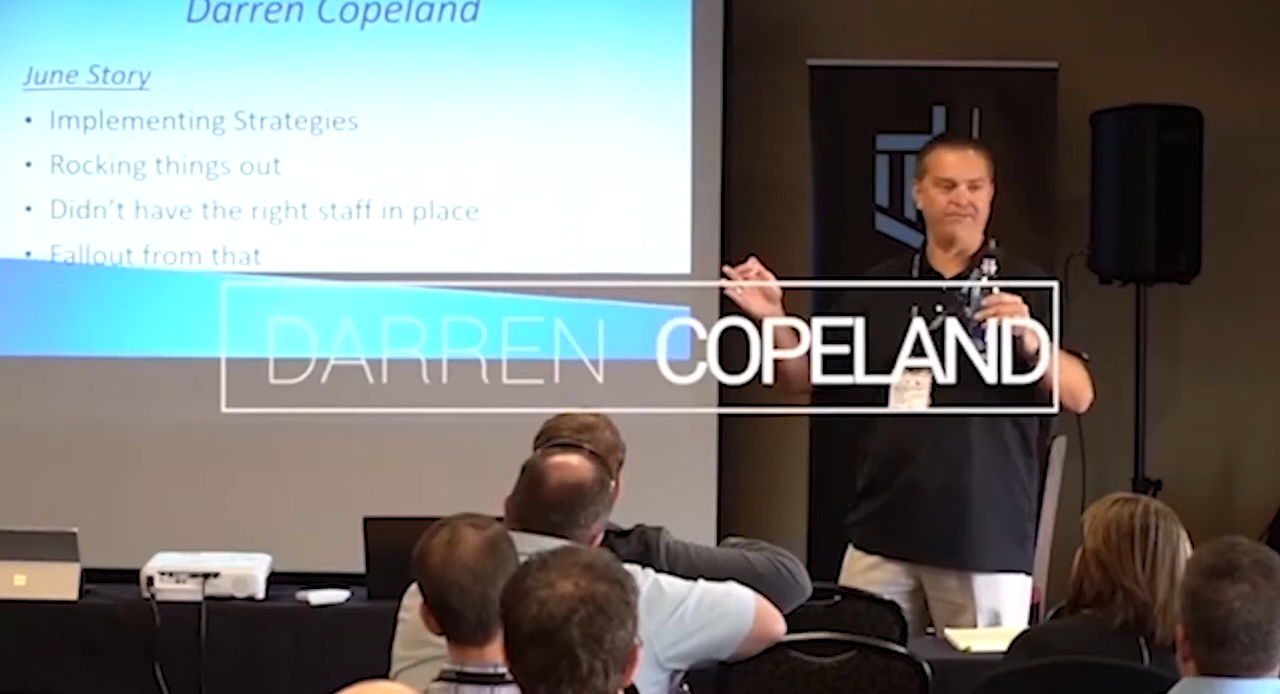 Darren Copeland
June Story
• Implementing Strategies
• Rocking things out
• Didn't have the right staff in place
• Fallout from that
DARREN COPELAND